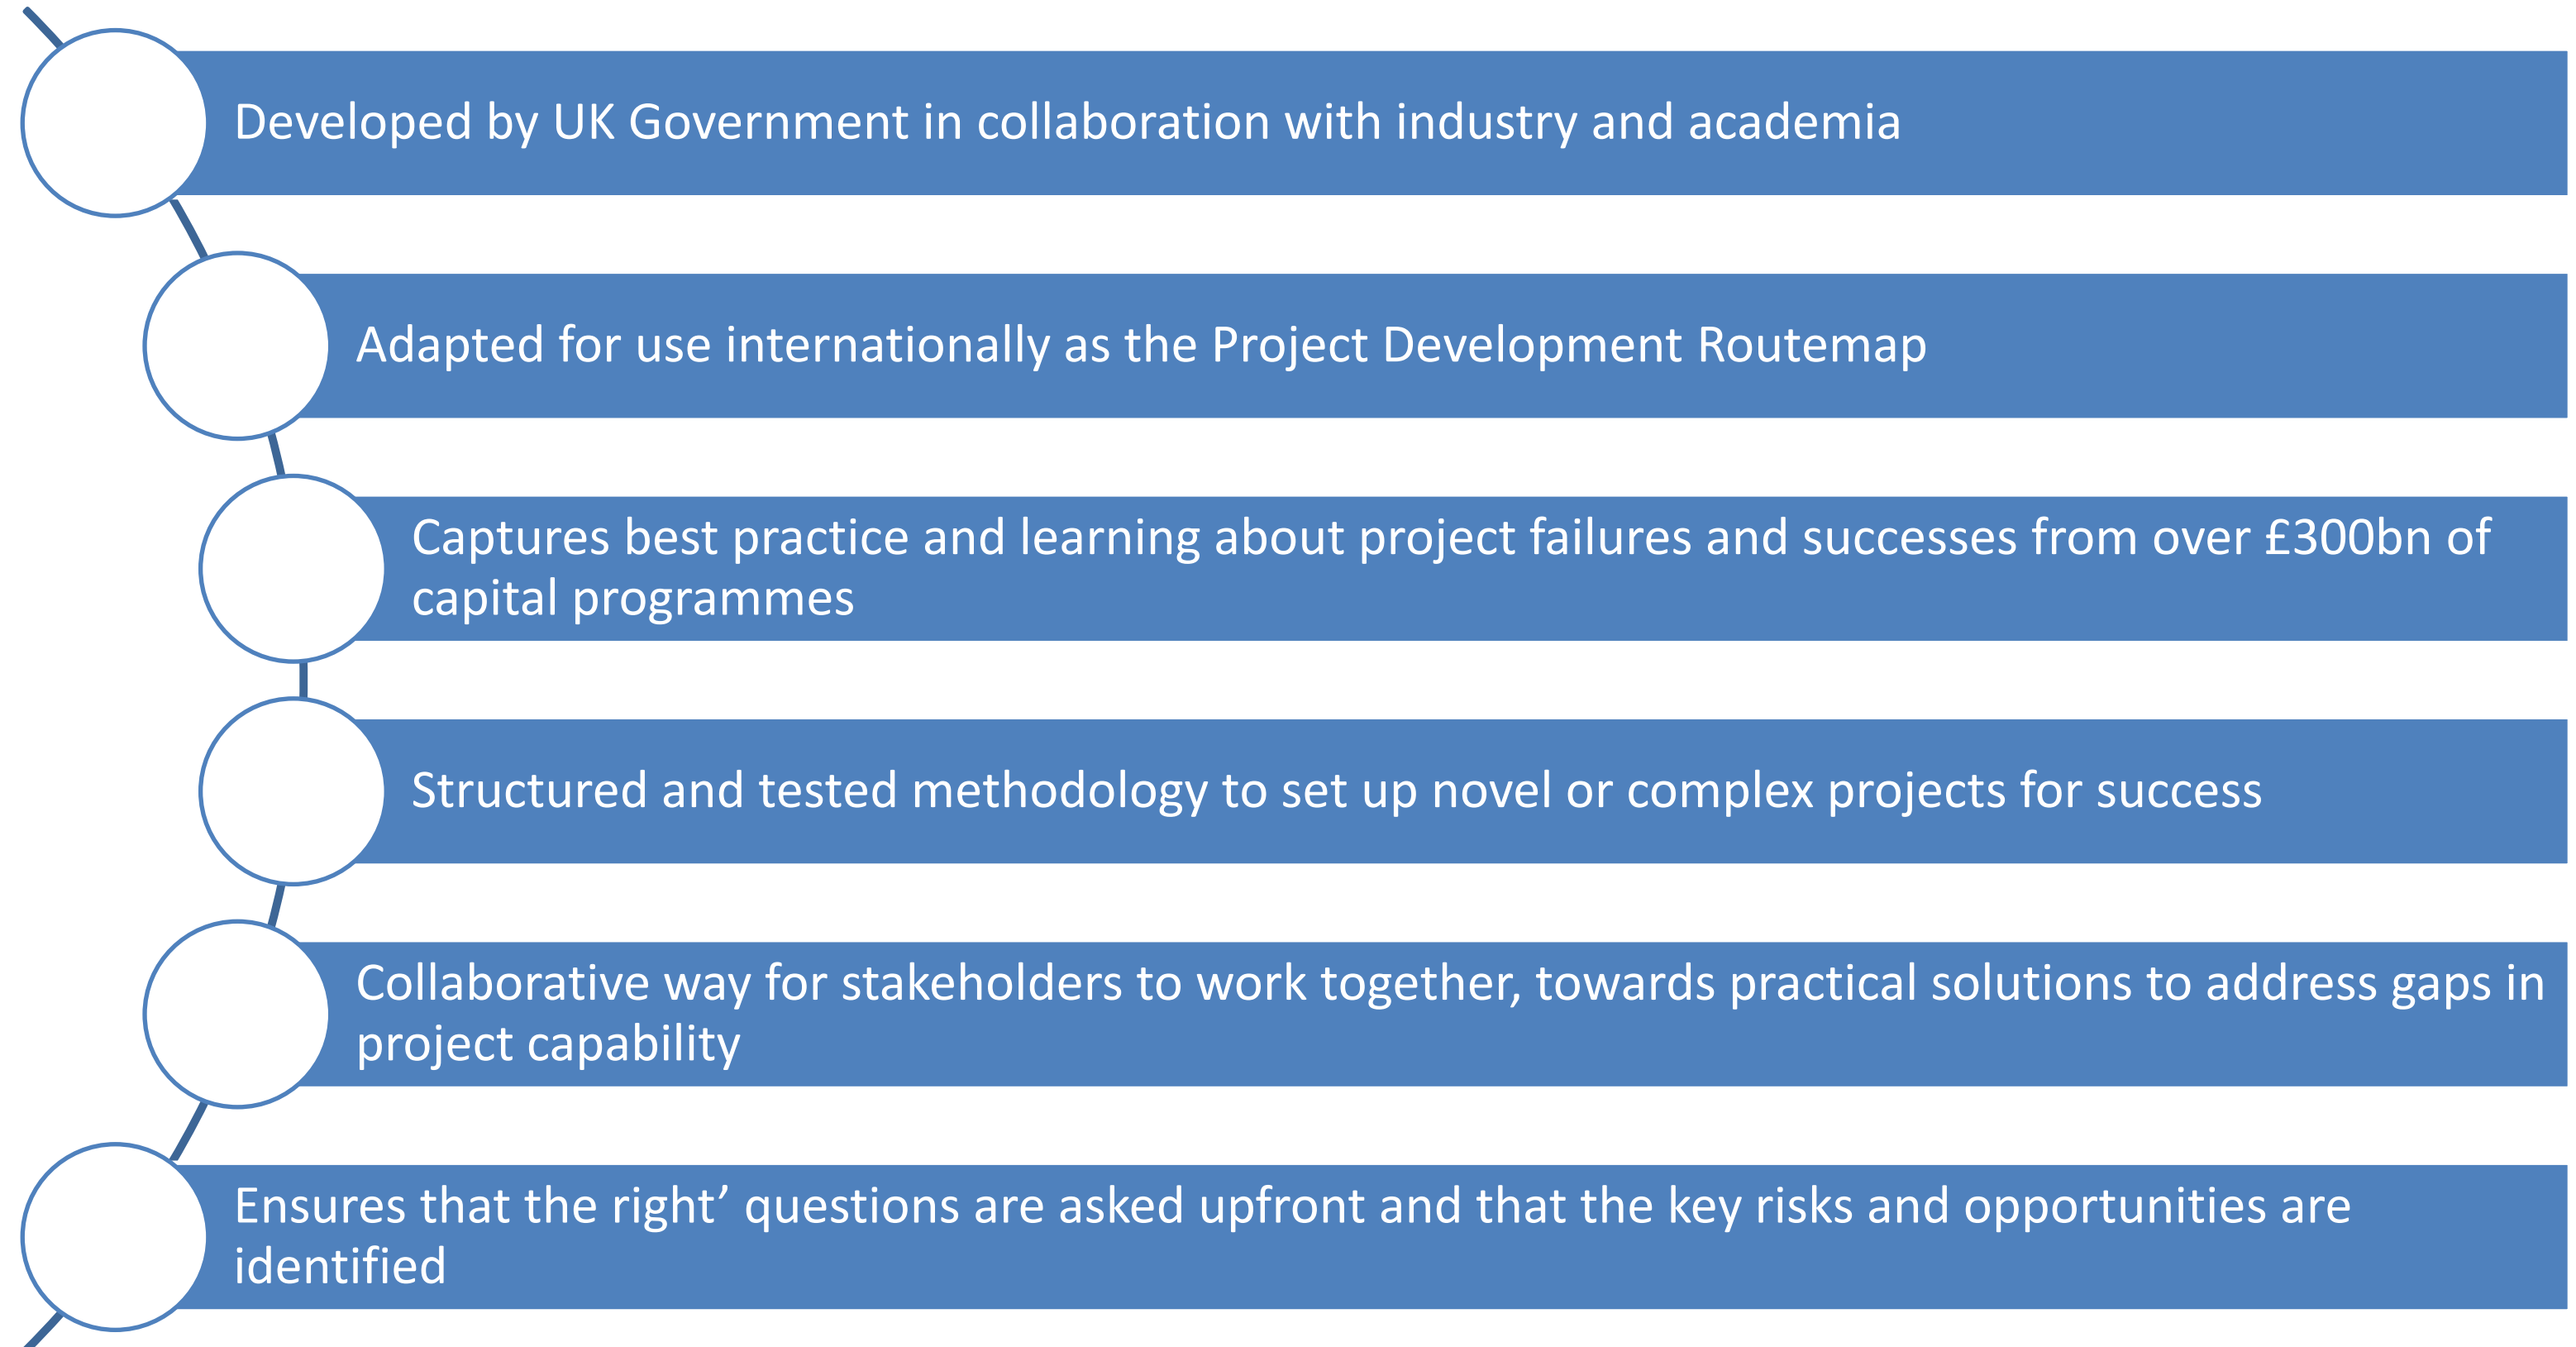 Developed by UK Government in collaboration with industry and academia
Adapted for use internationally as the Project Development Routemap
Captures best practice and learning about project failures and successes from over £300bn of
capital programmes
Structured and tested methodology to set up novel or complex projects for success
Collaborative way for stakeholders to work together, towards practical solutions to address gaps in
project capability
Ensures that the right’ questions are asked upfront and that the key risks and opportunities are
identified